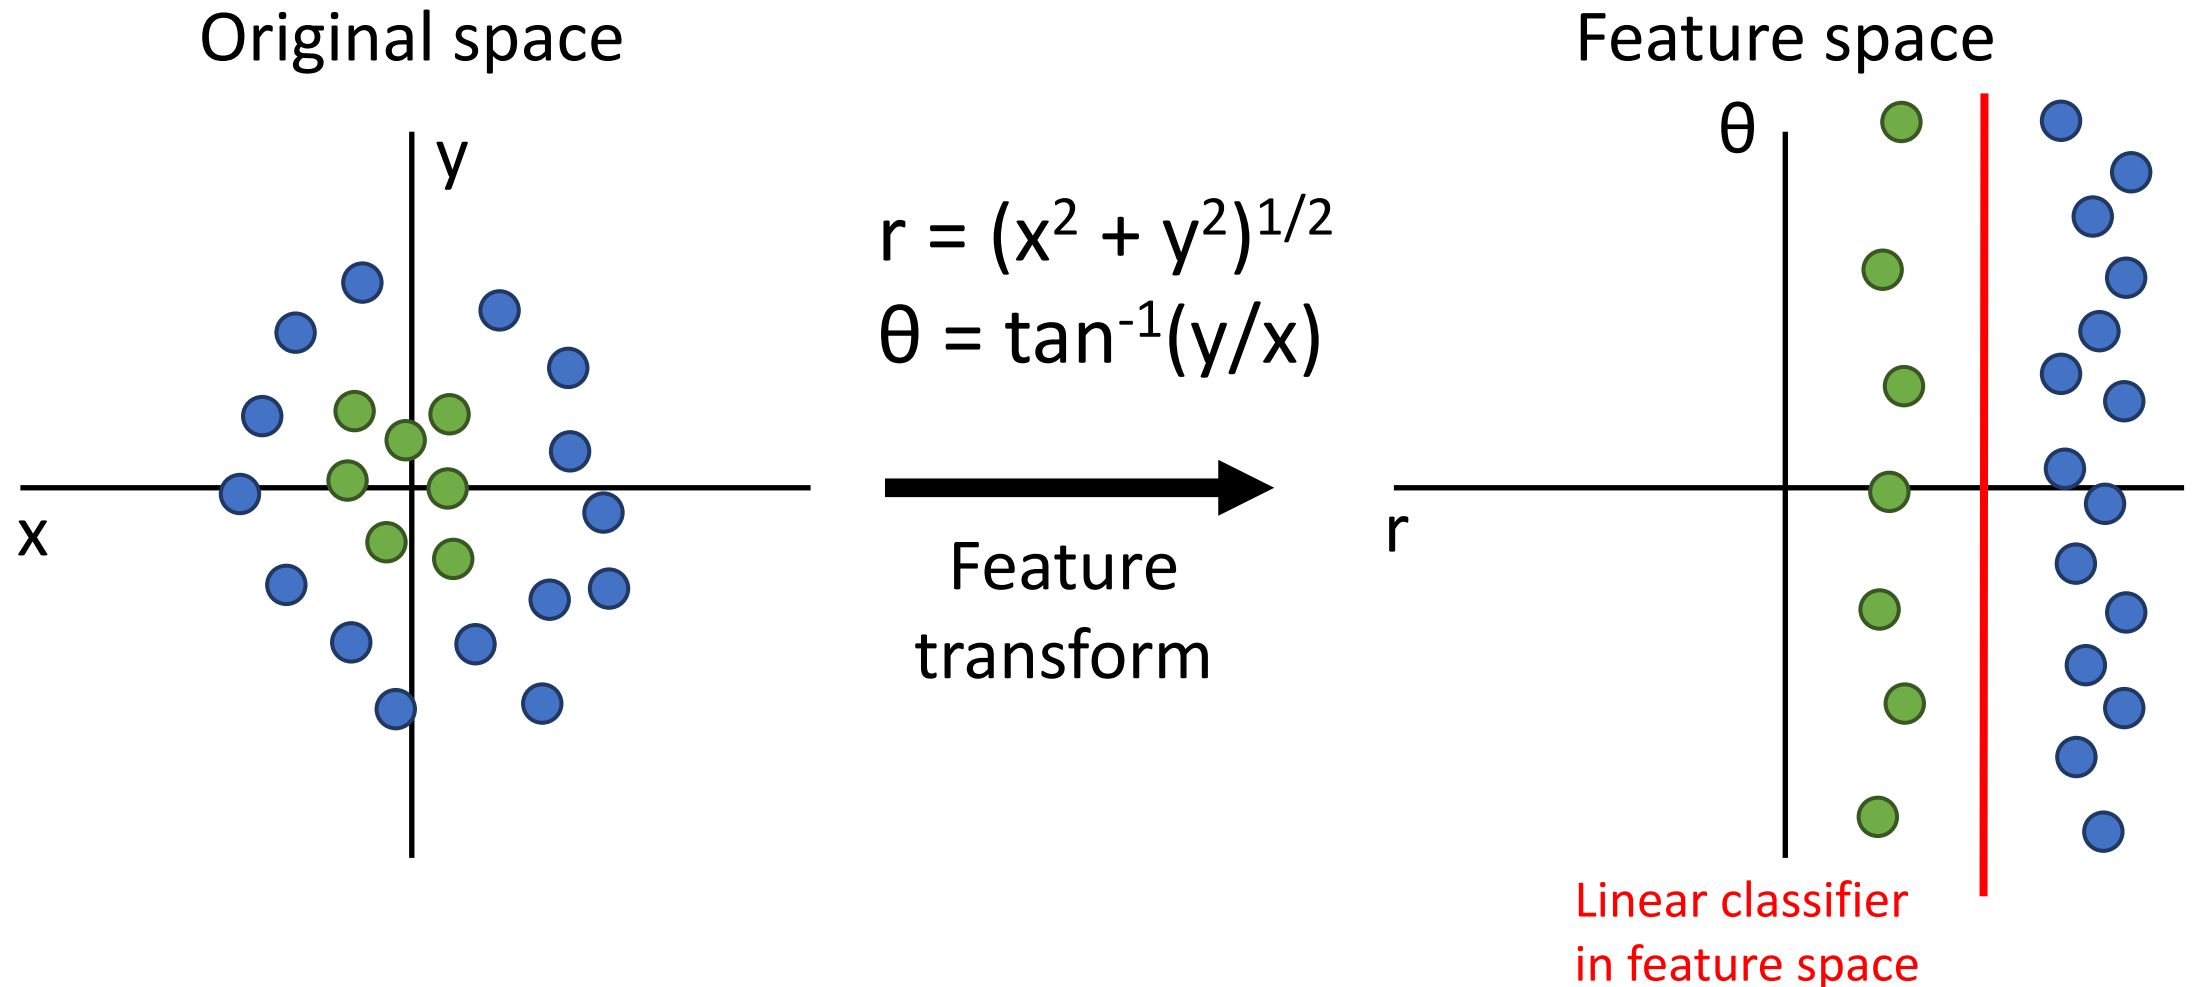 Original space
Feature space
y
θ
r = (x² + y²)¹/²
θ = tan⁻¹(y/x)
x
r
Feature
transform
Linear classifier
in feature space